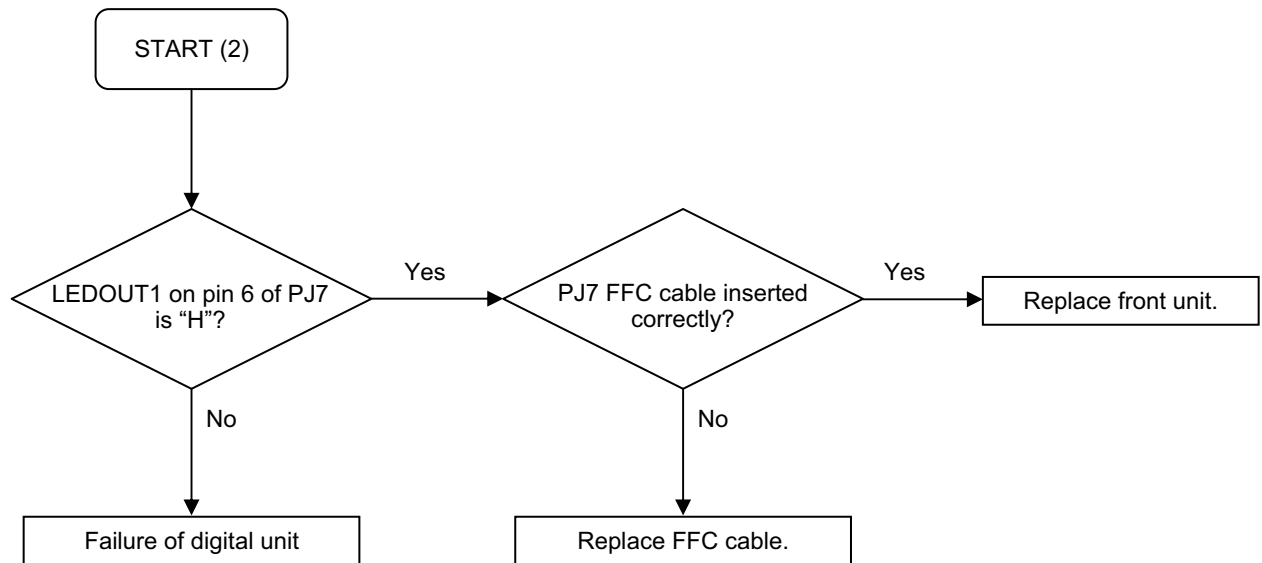 START (2)
LEDOUT1 on pin 6 of PJ7
is “H”?
Yes
PJ7 FFC cable inserted
correctly?
Yes
Replace front unit.
No
No
Failure of digital unit
Replace FFC cable.